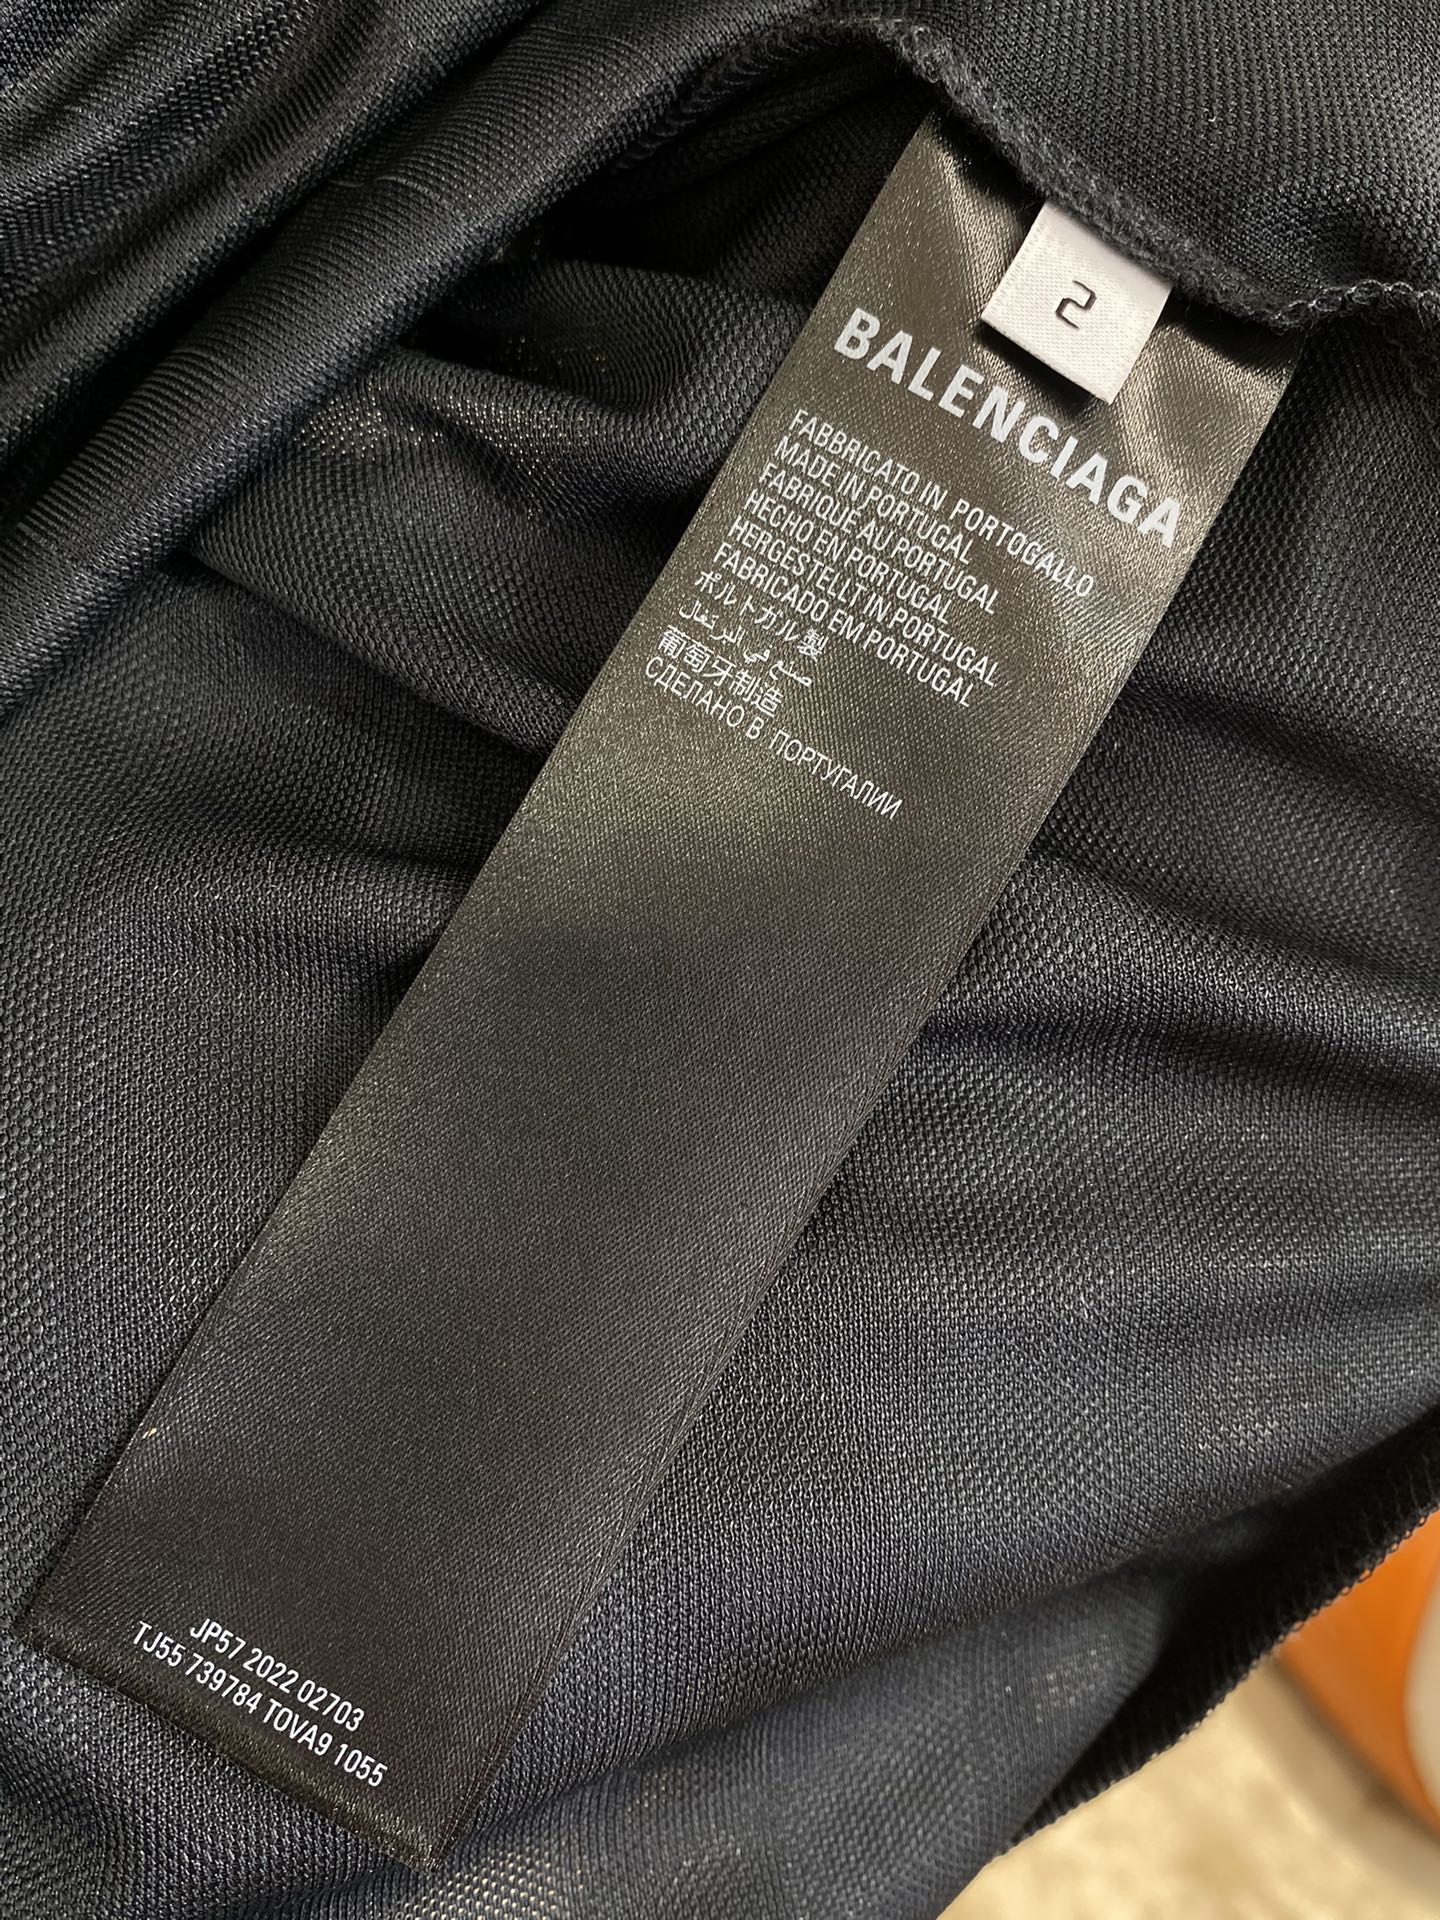 2
BALENCIAGA
FABBRICATO IN PORTOGALLO
MADE IN PORTUGAL
FABRIQUÉ AU PORTUGAL
HECHO EN PORTUGAL
HERGESTELLT IN PORTUGAL
FABRICADO EM PORTUGAL
ポルトガル製
صنع في البرتغال
葡萄牙制造
СДЕЛАНО В ПОРТУГАЛИИ
JP57 2022 02703
TJ55 739784 TOVA9 1055